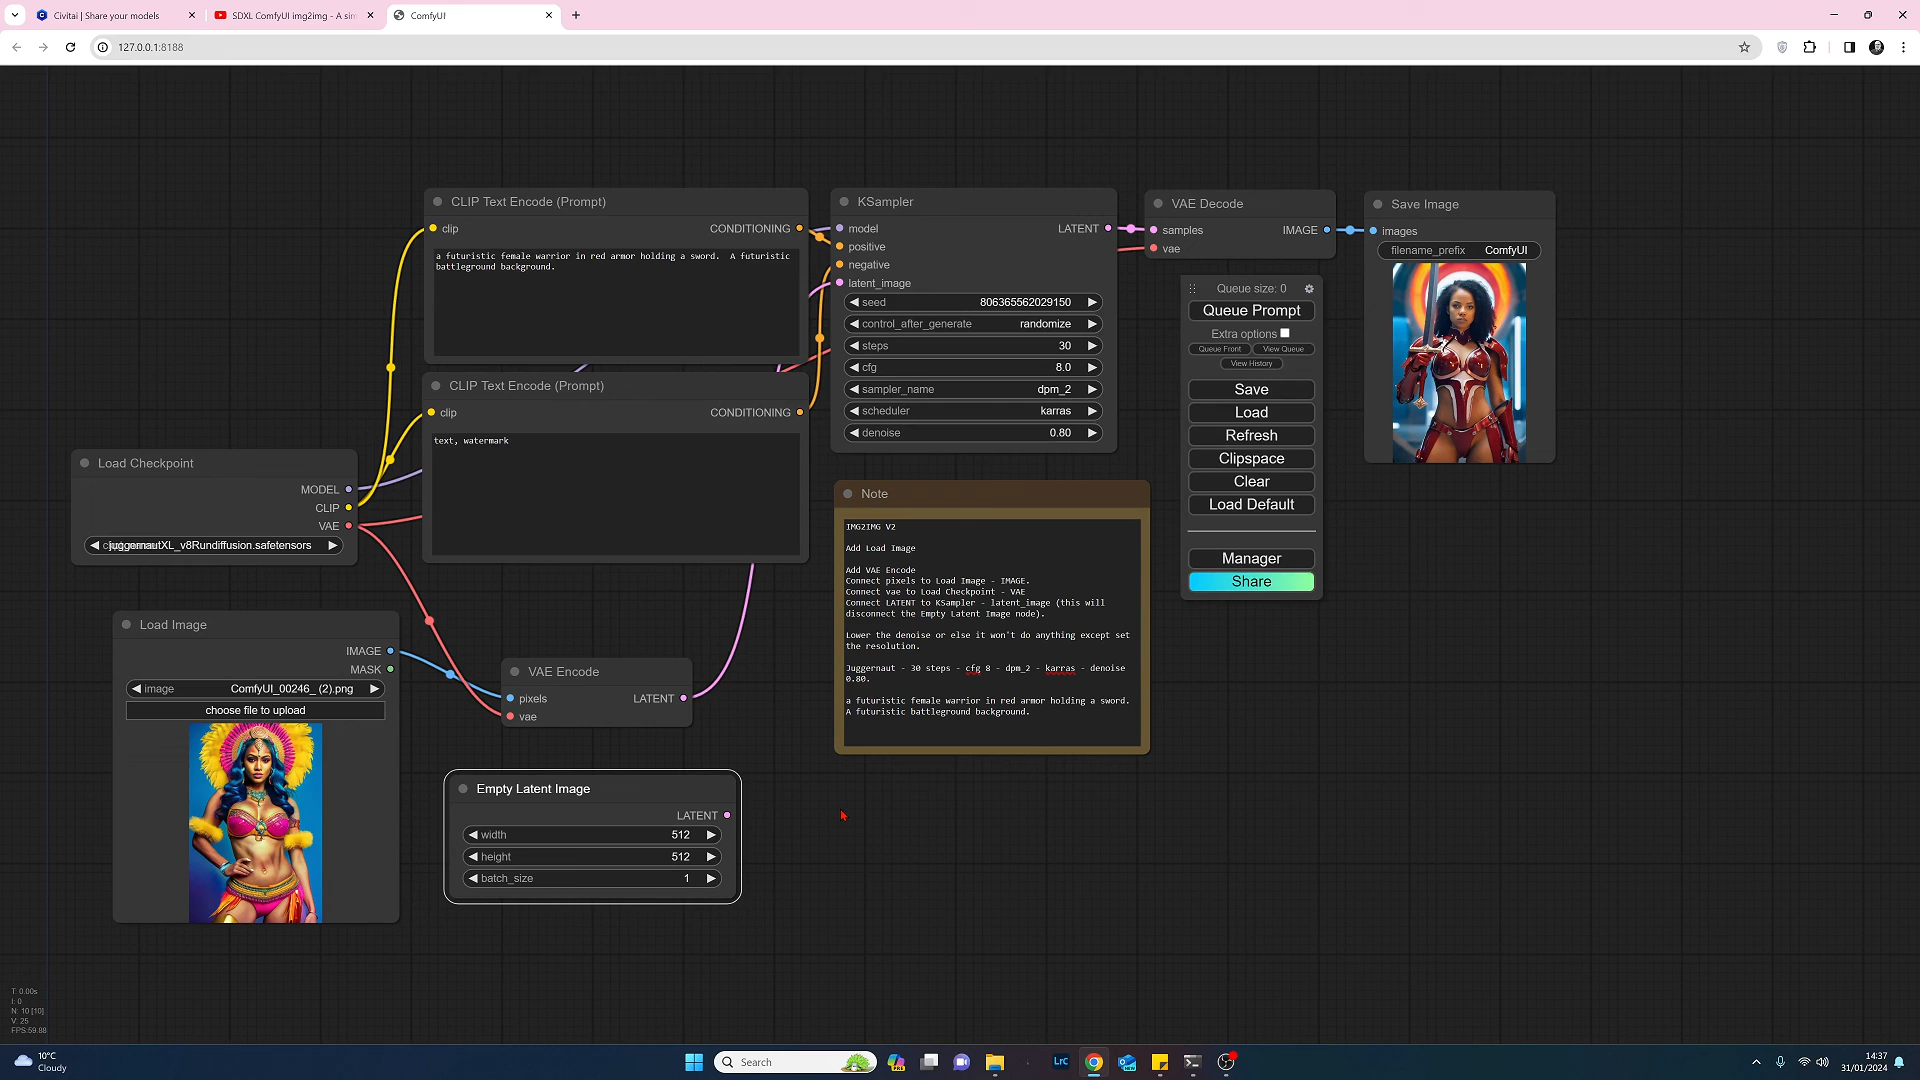 Civitai | Share your models
SDXL ComfyUI img2img - A sim
ComfyUI
127.0.0.1:8188
CLIP Text Encode (Prompt)
clip
CONDITIONING
a futuristic female warrior in red armor holding a sword.  A futuristic
battleground background.
CLIP Text Encode (Prompt)
clip
CONDITIONING
text, watermark
Load Checkpoint
MODEL
CLIP
VAE
juggernautXL_v8Rundiffusion.safetensors
Load Image
IMAGE
MASK
image ComfyUI_00246_ (2).png
choose file to upload
VAE Encode
pixels
LATENT
vae
Empty Latent Image
LATENT
width 512
height 512
batch_size 1
KSampler
model
LATENT
positive
negative
latent_image
seed 806365562029150
control_after_generate randomize
steps 30
cfg 8.0
sampler_name dpm_2
scheduler karras
denoise 0.80
Note
IMG2IMG V2
Add Load Image
Add VAE Encode
Connect pixels to Load Image - IMAGE.
Connect vae to Load Checkpoint - VAE
Connect LATENT to KSampler - latent_image (this will
disconnect the Empty Latent Image node).
Lower the denoise or else it won't do anything except set
the resolution.
Juggernaut - 30 steps - cfg 8 - dpm_2 - karras - denoise
0.80.
a futuristic female warrior in red armor holding a sword.
A futuristic battleground background.
VAE Decode
samples
IMAGE
vae
Queue size: 0
Queue Prompt
Extra options
Queue Front
View Queue
View History
Save
Load
Refresh
Clipspace
Clear
Load Default
Manager
Share
Save Image
images
filename_prefix ComfyUI
T: 0.00s
I: 0
N: 10 [10]
V: 25
FPS:59.88
10°C
Cloudy
Search
LrC
14:37
31/01/2024